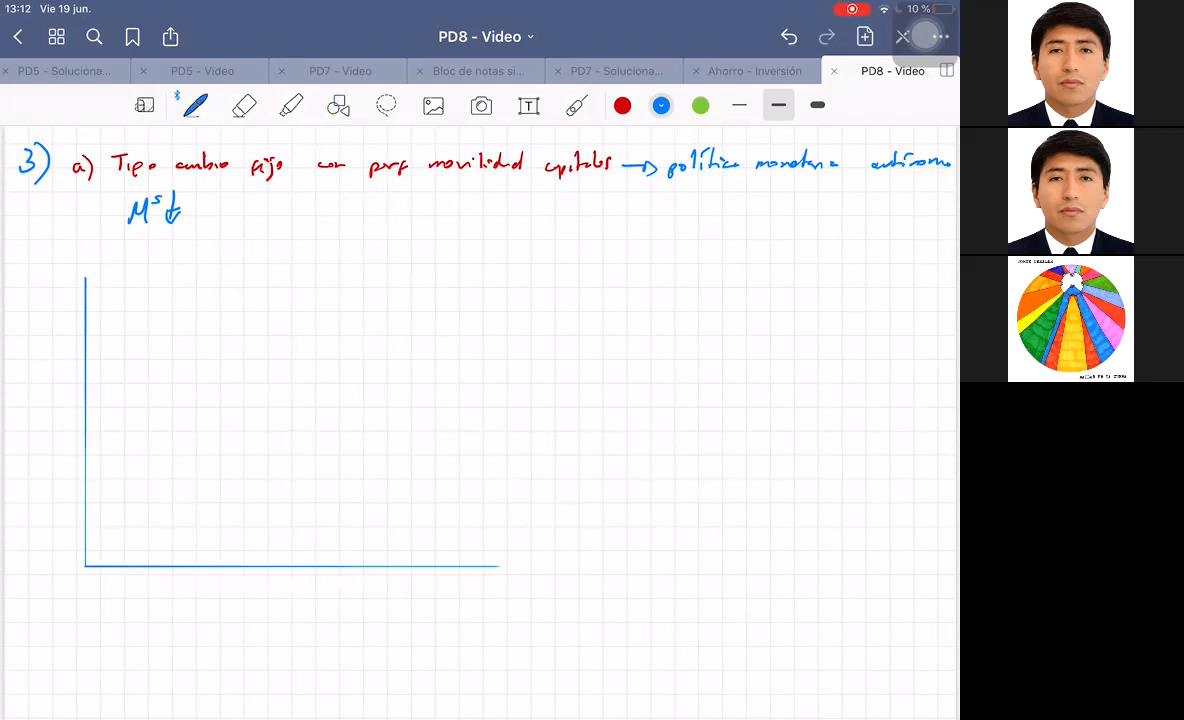 13:12 Vie 19 jun. 10 %
PD8 - Video
PD5 - Soluciona... PD5 - Video PD7 - Video Bloc de notas si... PD7 - Soluciona... Ahorro - Inversión PD8 - Video
T
3) a) Tipo cambio fijo con perf movilidad capitales → política monetaria autónoma
Mˢ ↓